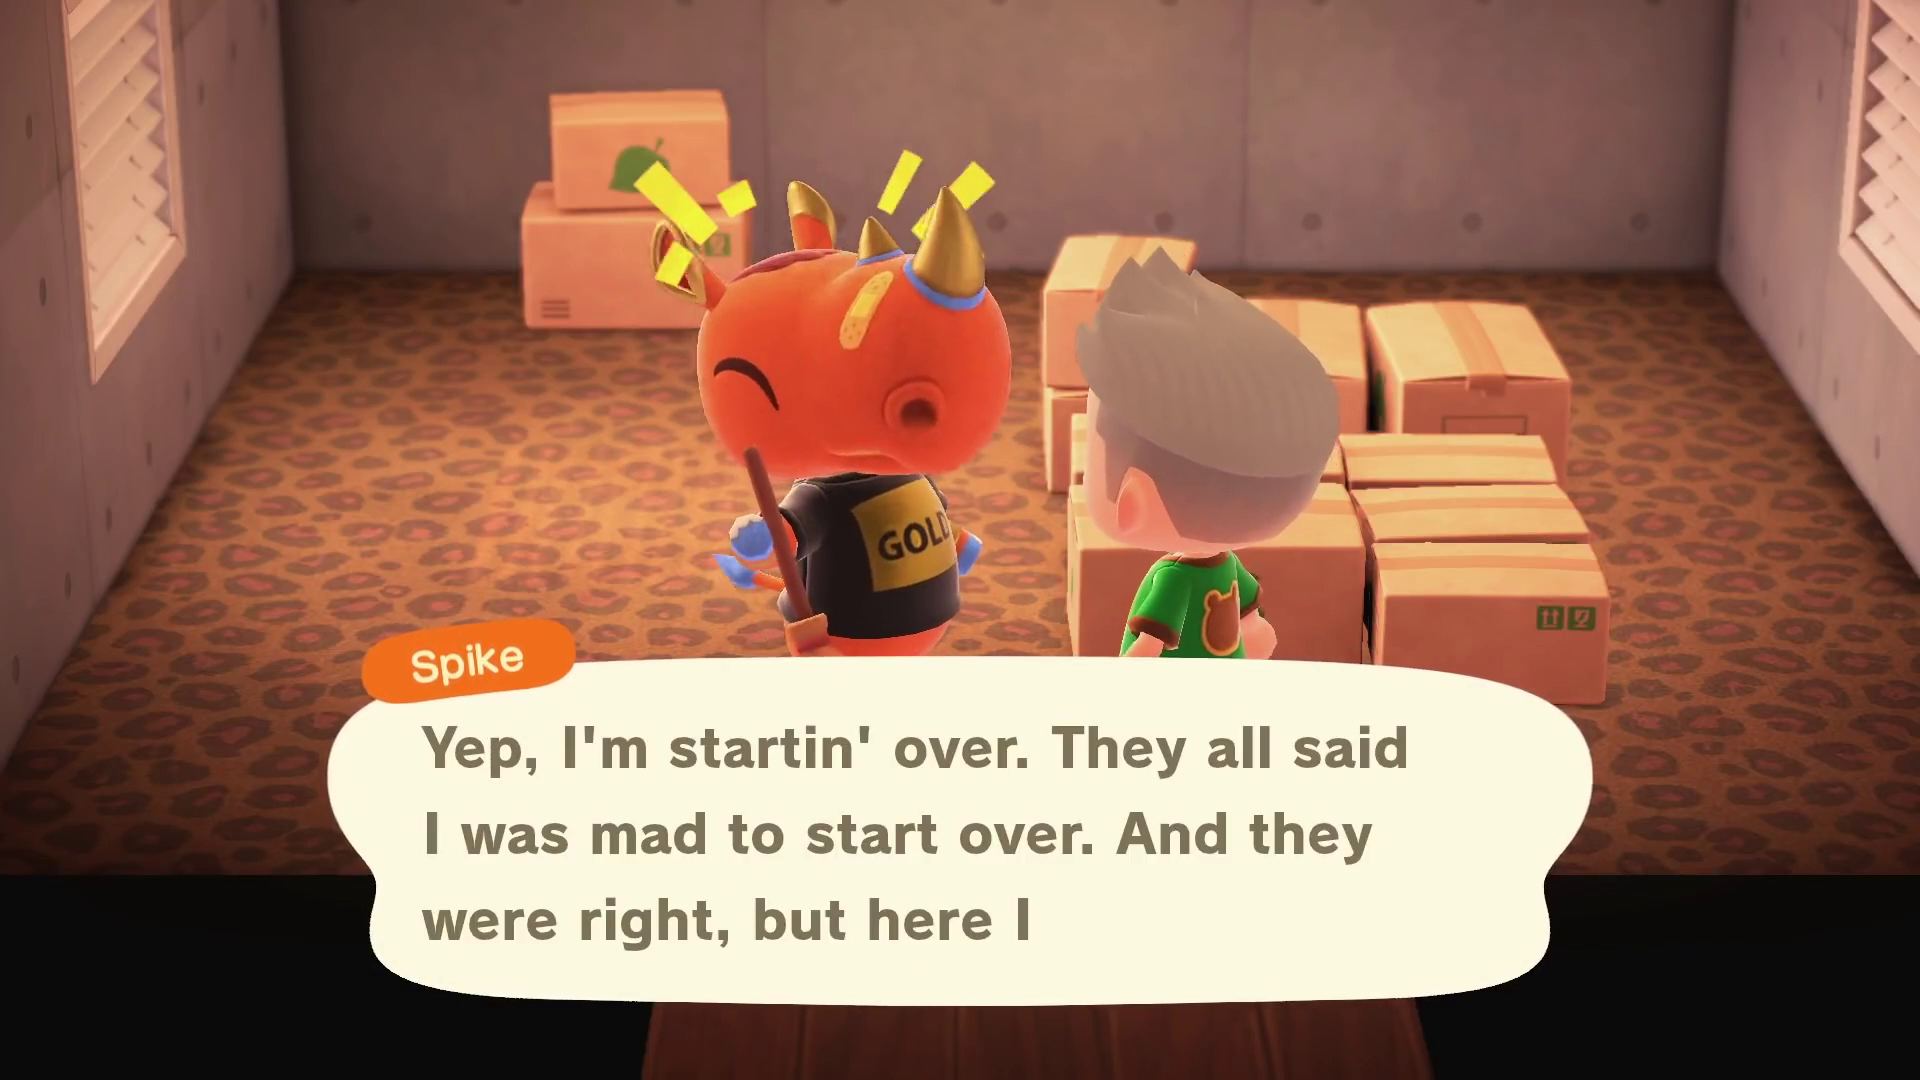 GOLD
Spike
Yep, I'm startin' over. They all said
I was mad to start over. And they
were right, but here I